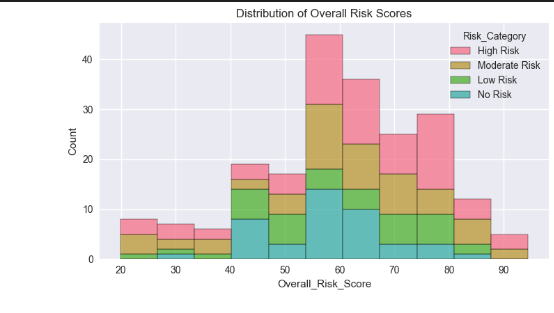 Distribution of Overall Risk Scores
Risk_Category
High Risk
Moderate Risk
Low Risk
No Risk
Count
40
30
20
10
0
20 30 40 50 60 70 80 90
Overall_Risk_Score